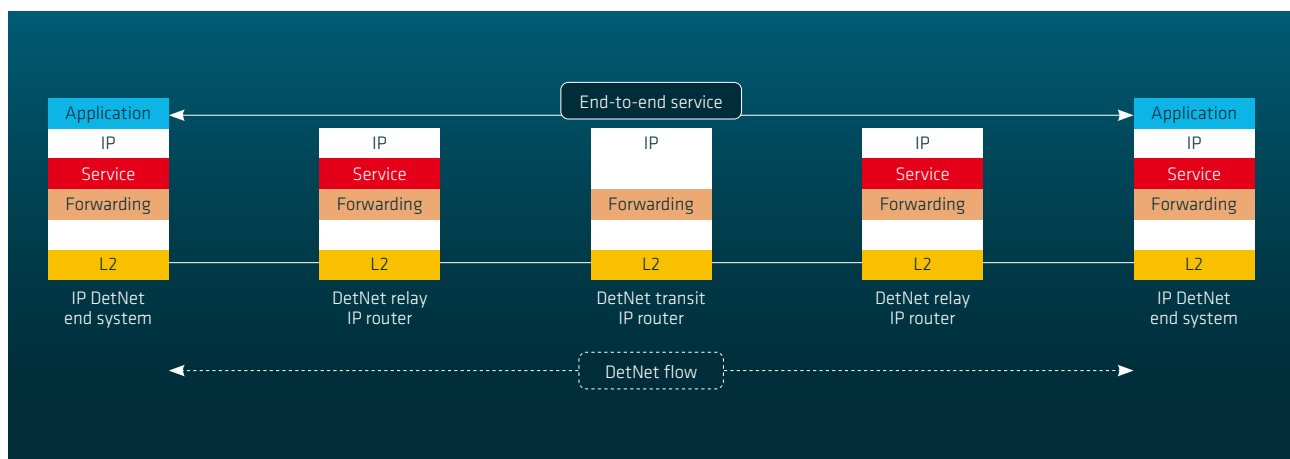 End-to-end service
Application
IP
Service
Forwarding
L2
IP DetNet
end system
IP
Service
Forwarding
L2
DetNet relay
IP router
IP
Forwarding
L2
DetNet transit
IP router
IP
Service
Forwarding
L2
DetNet relay
IP router
Application
IP
Service
Forwarding
L2
IP DetNet
end system
DetNet flow